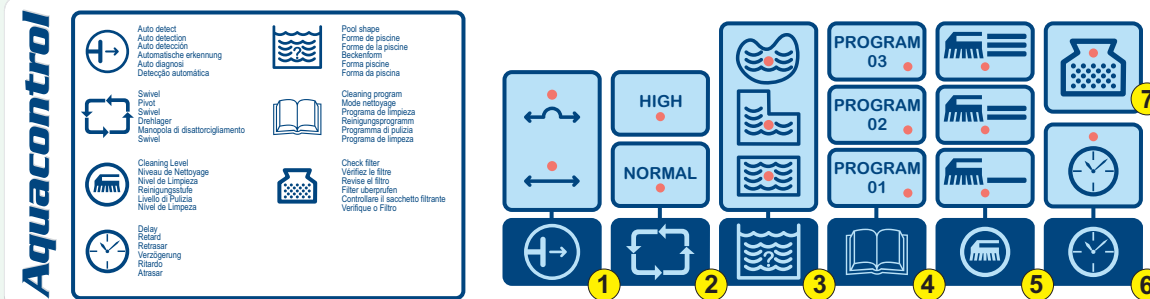 Aquacontrol
Auto detect
Auto detection
Auto detección
Automatische erkennung
Auto diagnosi
Detecção automática
Swivel
Pivot
Swivel
Drehlager
Manopola di disattorcigliamento
Swivel
Cleaning Level
Niveau de Nettoyage
Nivel de Limpieza
Reinigungsstufe
Livello di Pulizia
Nível de Limpeza
Delay
Retard
Retrasar
Verzögerung
Ritardo
Atrasar
?
Pool shape
Forme de piscine
Forme de la piscine
Beckenform
Forma piscine
Forma da piscina
Cleaning program
Mode nettoyage
Programa de limpieza
Reinigungsprogramm
Programma di pulizia
Programa de limpeza
Check filter
Vérifiez le filtre
Revise el filtro
Filter uberprufen
Controllare il sacchetto filtrante
Verifique o Filtro
HIGH
NORMAL
PROGRAM
03
PROGRAM
02
PROGRAM
01
7
?
1
2
3
4
5
6